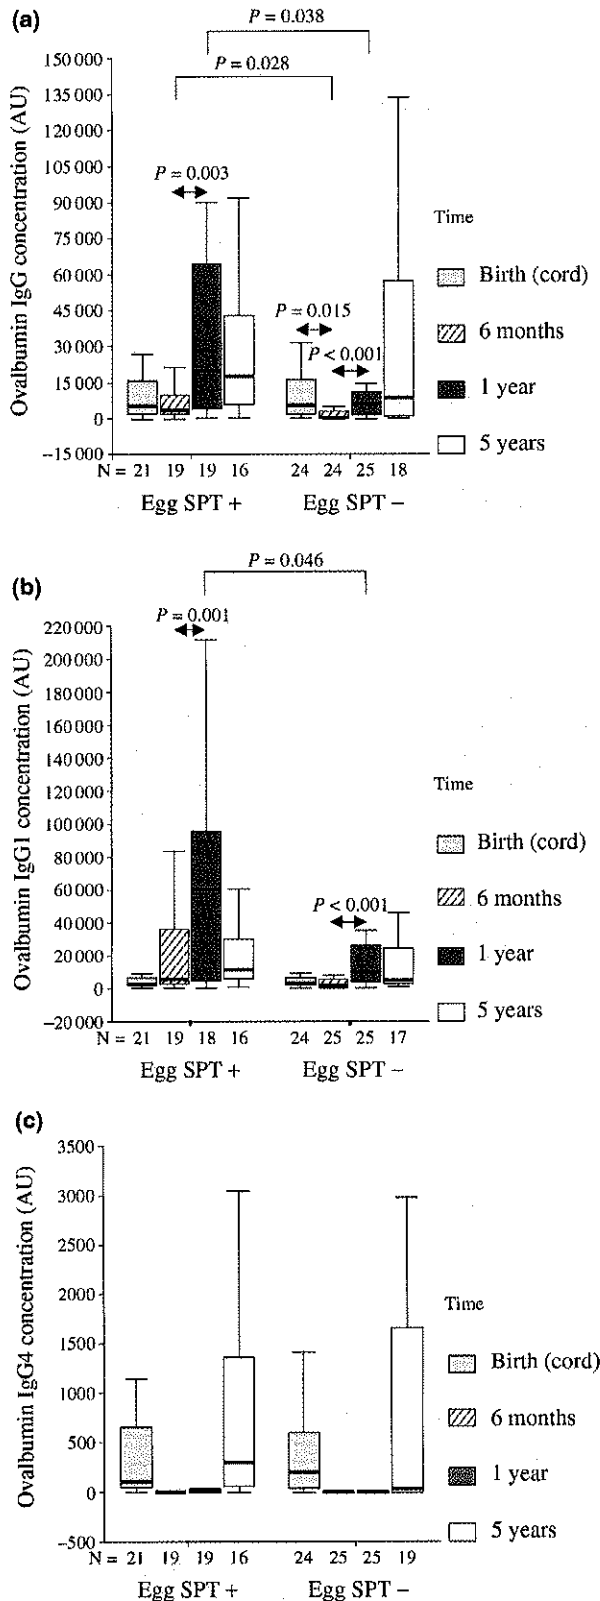 (a)
P = 0.038
P = 0.028
Ovalbumin IgG concentration (AU)
150 000
135 000
120 000
105 000
90 000
75 000
60 000
45 000
30 000
15 000
0
–15 000
P = 0.003
P = 0.015
P < 0.001
Time
Birth (cord)
6 months
1 year
5 years
N = 21 19 19 16 24 24 25 18
Egg SPT + Egg SPT –
(b)
P = 0.046
Ovalbumin IgG1 concentration (AU)
P = 0.001
220 000
200 000
180 000
160 000
140 000
120 000
100 000
80 000
60 000
40 000
20 000
0
–20 000
P < 0.001
Time
Birth (cord)
6 months
1 year
5 years
N = 21 19 18 16 24 25 25 17
Egg SPT + Egg SPT –
(c)
Ovalbumin IgG4 concentration (AU)
3500
3000
2500
2000
1500
1000
500
0
–500
Time
Birth (cord)
6 months
1 year
5 years
N = 21 19 19 16 24 25 25 19
Egg SPT + Egg SPT –